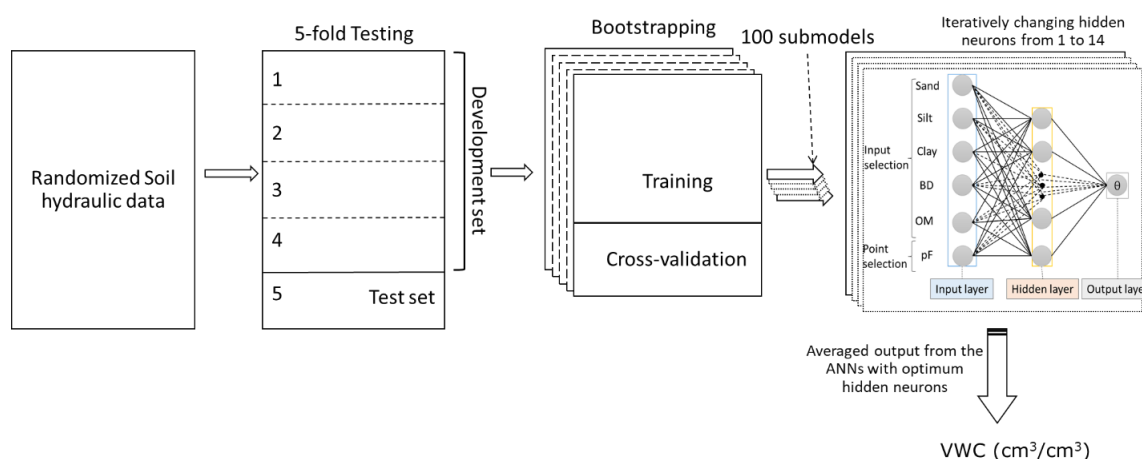 Randomized Soil
hydraulic data
5-fold Testing
1
2
3
4
5
Test set
Development set
Bootstrapping
Training
Cross-validation
100 submodels
Iteratively changing hidden
neurons from 1 to 14
Input
selection
Point
selection
Sand
Silt
Clay
BD
OM
pF
θ
Input layer
Hidden layer
Output laye
Averaged output from the
ANNs with optimum
hidden neurons
VWC (cm³/cm³)